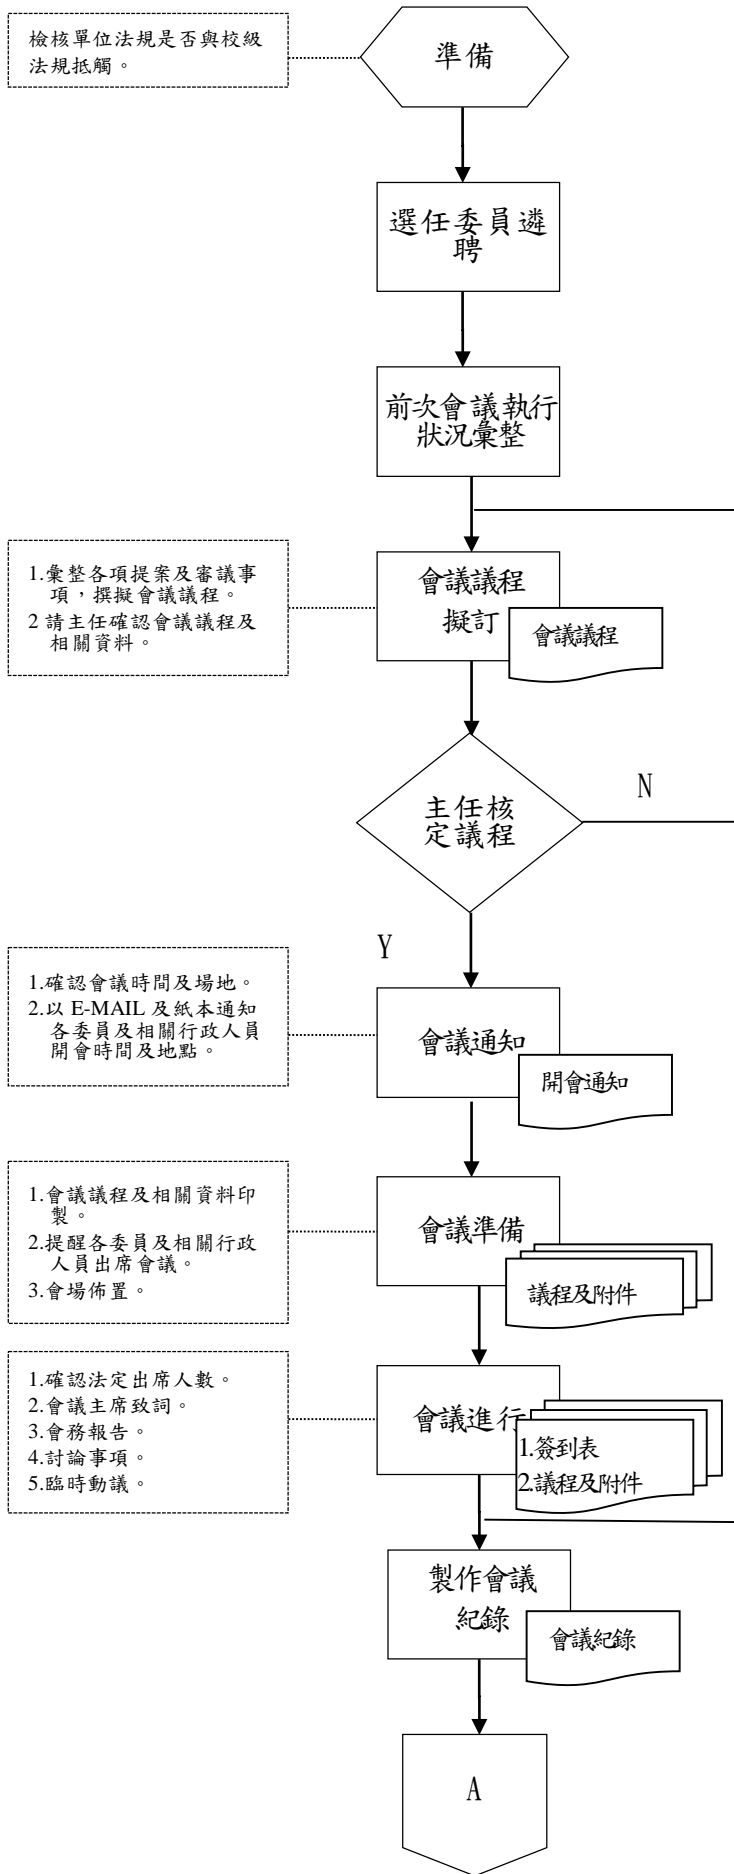 檢核單位法規是否與校級
法規抵觸。
準備
選任委員遴
聘
前次會議執行
狀況彙整
1.彙整各項提案及審議事
項，撰擬會議議程。
2 請主任確認會議議程及
相關資料。
會議議程
擬訂
會議議程
主任核
定議程
N
Y
1.確認會議時間及場地。
2.以 E-MAIL 及紙本通知
各委員及相關行政人員
開會時間及地點。
會議通知
開會通知
1.會議議程及相關資料印
製。
2.提醒各委員及相關行政
人員出席會議。
3.會場佈置。
會議準備
議程及附件
1.確認法定出席人數。
2.會議主席致詞。
3.會務報告。
4.討論事項。
5.臨時動議。
會議進行
1.簽到表
2.議程及附件
製作會議
紀錄
會議紀錄
A